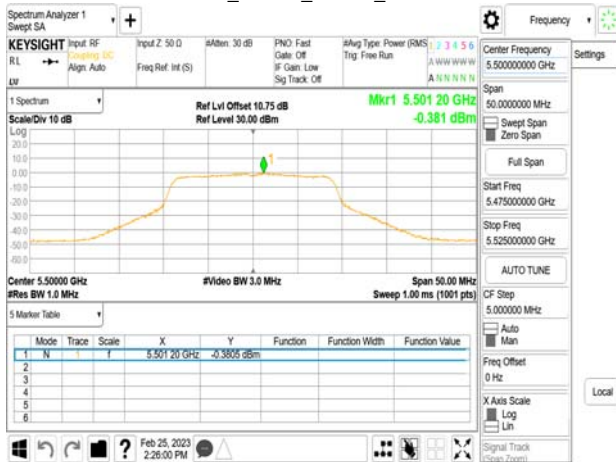 Spectrum Analyzer 1
Swept SA
Frequency
KEYSIGHT Input: RF
Coupling: DC
Align: Auto
RL
Input Z: 50 Ω
Freq Ref: Int (S)
#Atten: 30 dB
PNO: Fast
Gate: Off
IF Gain: Low
Sig Track: Off
#Avg Type: Power (RMS)
Trig: Free Run
1 2 3 4 5 6
A W W W W W
A N N N N N
1 Spectrum
Scale/Div 10 dB
Log
Ref Lvl Offset 10.75 dB
Ref Level 30.00 dBm
Mkr1 5.501 20 GHz
-0.381 dBm
20.0
10.0
0.00
-10.0
-20.0
-30.0
-40.0
-50.0
-60.0
1
Center 5.50000 GHz
#Res BW 1.0 MHz
#Video BW 3.0 MHz
Span 50.00 MHz
Sweep 1.00 ms (1001 pts)
5 Marker Table
Mode Trace Scale X Y Function Function Width Function Value
1 N 1 f 5.501 20 GHz -0.3805 dBm
2
3
4
5
6
Feb 25, 2023
2:26:00 PM
Center Frequency
5.500000000 GHz
Settings
Span
50.0000000 MHz
Swept Span
Zero Span
Full Span
Start Freq
5.475000000 GHz
Stop Freq
5.525000000 GHz
AUTO TUNE
CF Step
5.000000 MHz
Auto
Man
Freq Offset
0 Hz
Local
X Axis Scale
Log
Lin
Signal Track
(Span Zoom)